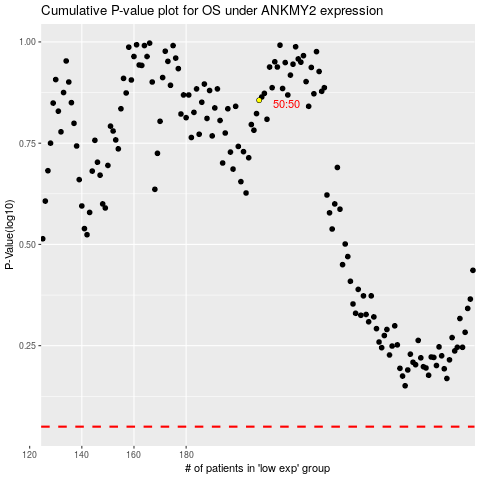 Cumulative P-value plot for OS under ANKMY2 expression
P-Value(log10)
1.00
0.75
0.50
0.25
50:50
120 140 160 180
# of patients in 'low exp' group